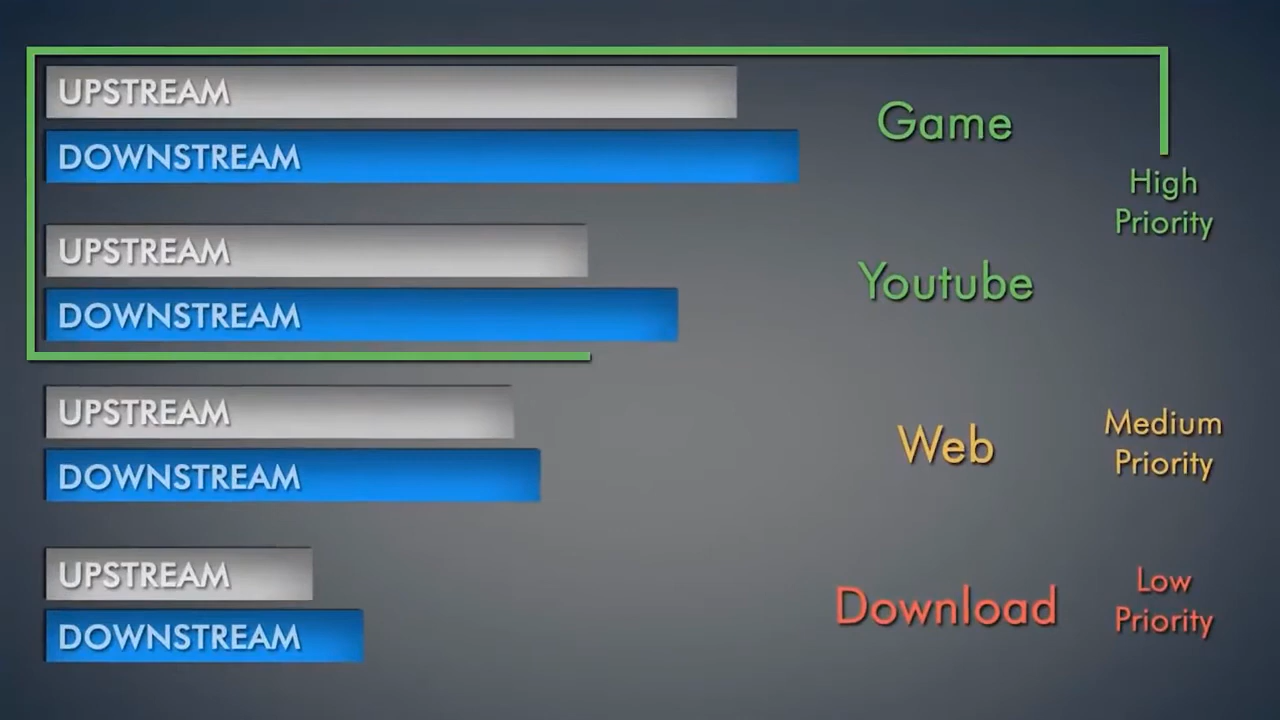 UPSTREAM
DOWNSTREAM
Game
High
Priority
UPSTREAM
DOWNSTREAM
Youtube
UPSTREAM
DOWNSTREAM
Web
Medium
Priority
UPSTREAM
DOWNSTREAM
Download
Low
Priority